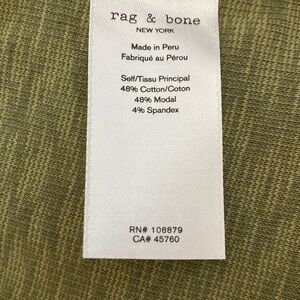 rag & bone
NEW YORK
Made in Peru
Fabriqué au Pérou
Self/Tissu Principal
48% Cotton/Coton
48% Modal
4% Spandex
RN# 108879
CA# 45760